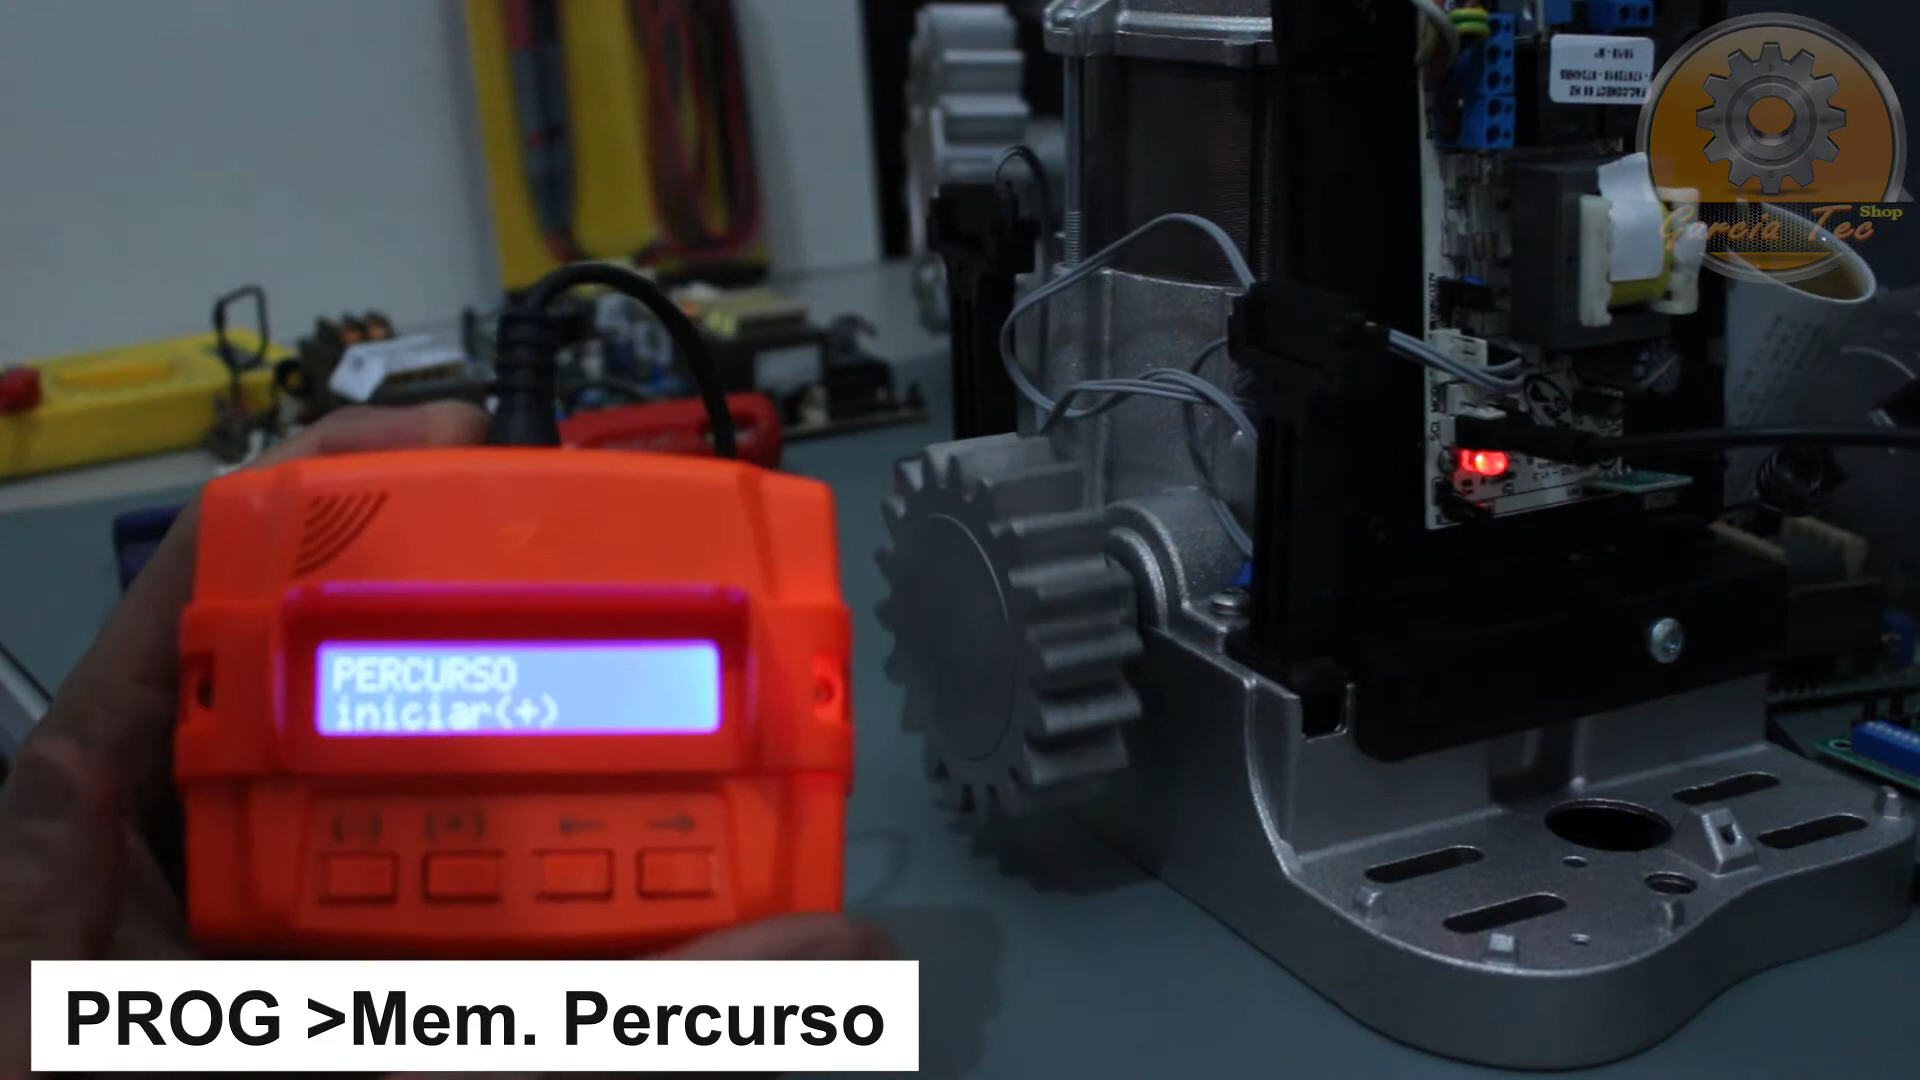 Garcia Tec
Shop
PERCURSO
iniciar(+)
(-) (+) ← →
PROG >Mem. Percurso